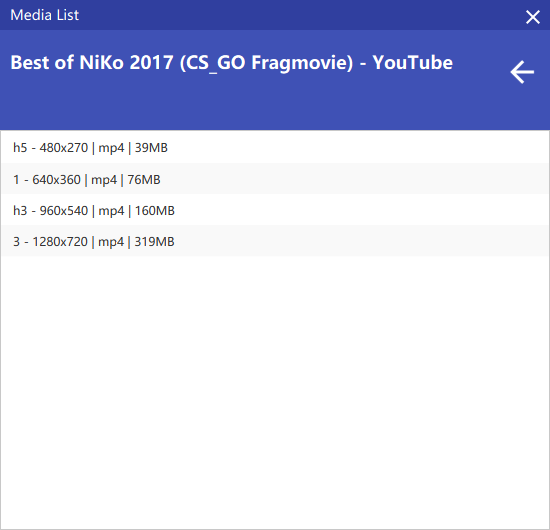 Media List
Best of NiKo 2017 (CS_GO Fragmovie) - YouTube
h5 - 480x270 | mp4 | 39MB
1 - 640x360 | mp4 | 76MB
h3 - 960x540 | mp4 | 160MB
3 - 1280x720 | mp4 | 319MB